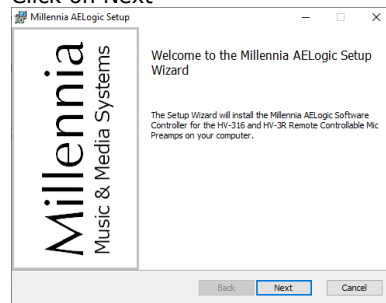 Click on Next
Millennia AELogic Setup
Millennia
Music & Media Systems
Welcome to the Millennia AELogic Setup
Wizard
The Setup Wizard will install the Millennia AELogic Software
Controller for the HV-316 and HV-3R Remote Controllable Mic
Preamps on your computer.
Back
Next
Cancel